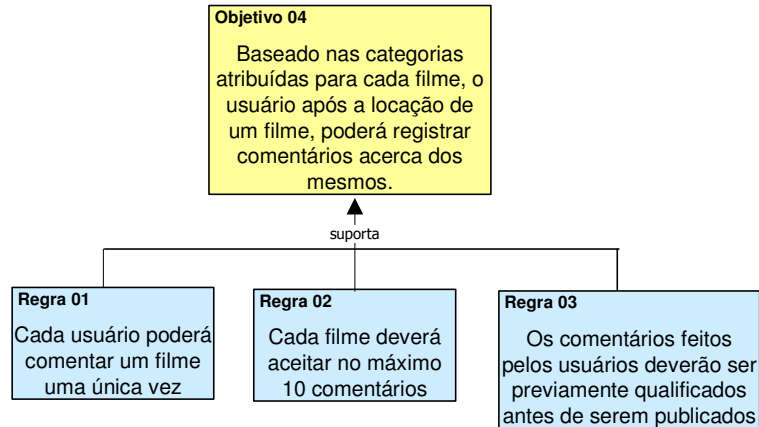 Objetivo 04
Baseado nas categorias
atribuídas para cada filme, o
usuário após a locação de
um filme, poderá registrar
comentários acerca dos
mesmos.
suporta
Regra 01
Cada usuário poderá
comentar um filme
uma única vez
Regra 02
Cada filme deverá
aceitar no máximo
10 comentários
Regra 03
Os comentários feitos
pelos usuários deverão ser
previamente qualificados
antes de serem publicados